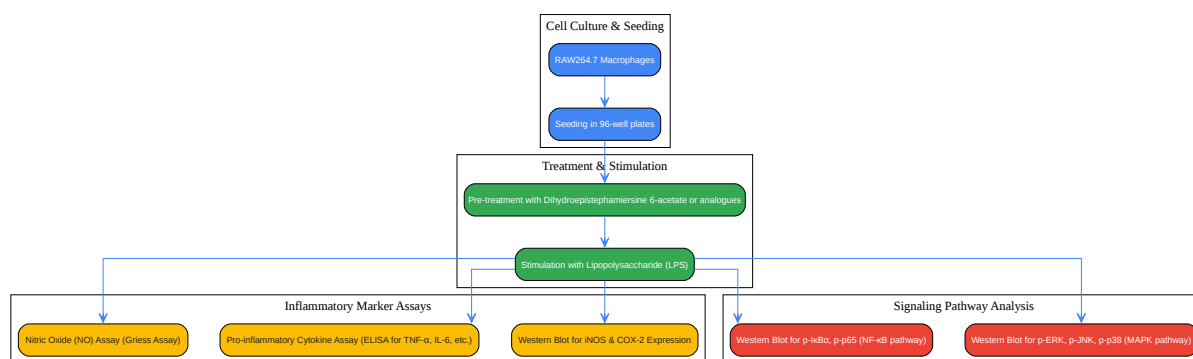 Cell Culture & Seeding
RAW264.7 Macrophages
Seeding in 96-well plates
Treatment & Stimulation
Pre-treatment with Dihydroepistephamiersine 6-acetate or analogues
Stimulation with Lipopolysaccharide (LPS)
Inflammatory Marker Assays
Nitric Oxide (NO) Assay (Griess Assay)
Pro-inflammatory Cytokine Assay (ELISA for TNF-α, IL-6, etc.)
Western Blot for iNOS & COX-2 Expression
Signaling Pathway Analysis
Western Blot for p-IκBα, p-p65 (NF-κB pathway)
Western Blot for p-ERK, p-JNK, p-p38 (MAPK pathway)